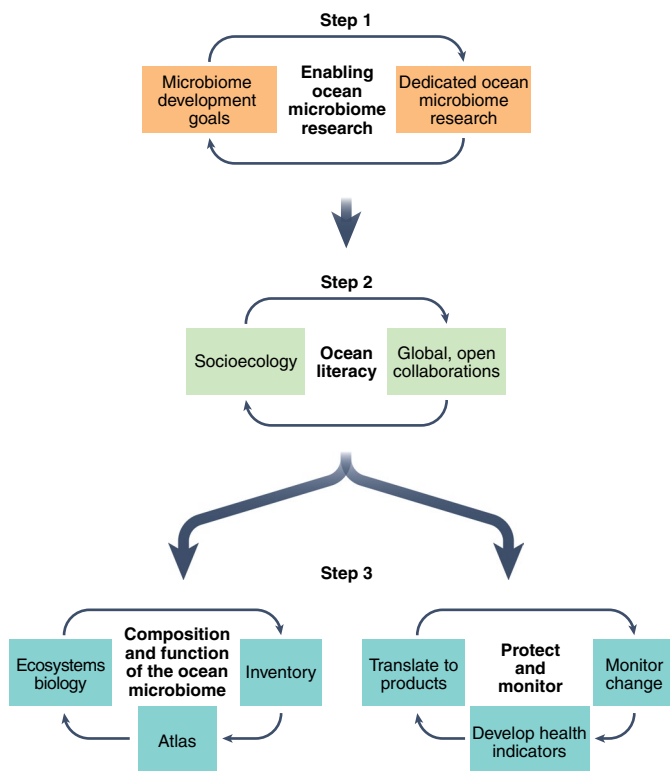 Step 1
Microbiome
development
goals
Enabling
ocean
microbiome
research
Dedicated ocean
microbiome
research
Step 2
Socioecology
Ocean
literacy
Global, open
collaborations
Step 3
Ecosystems
biology
Composition
and function
of the ocean
microbiome
Inventory
Atlas
Translate to
products
Protect
and
monitor
Monitor
change
Develop health
indicators